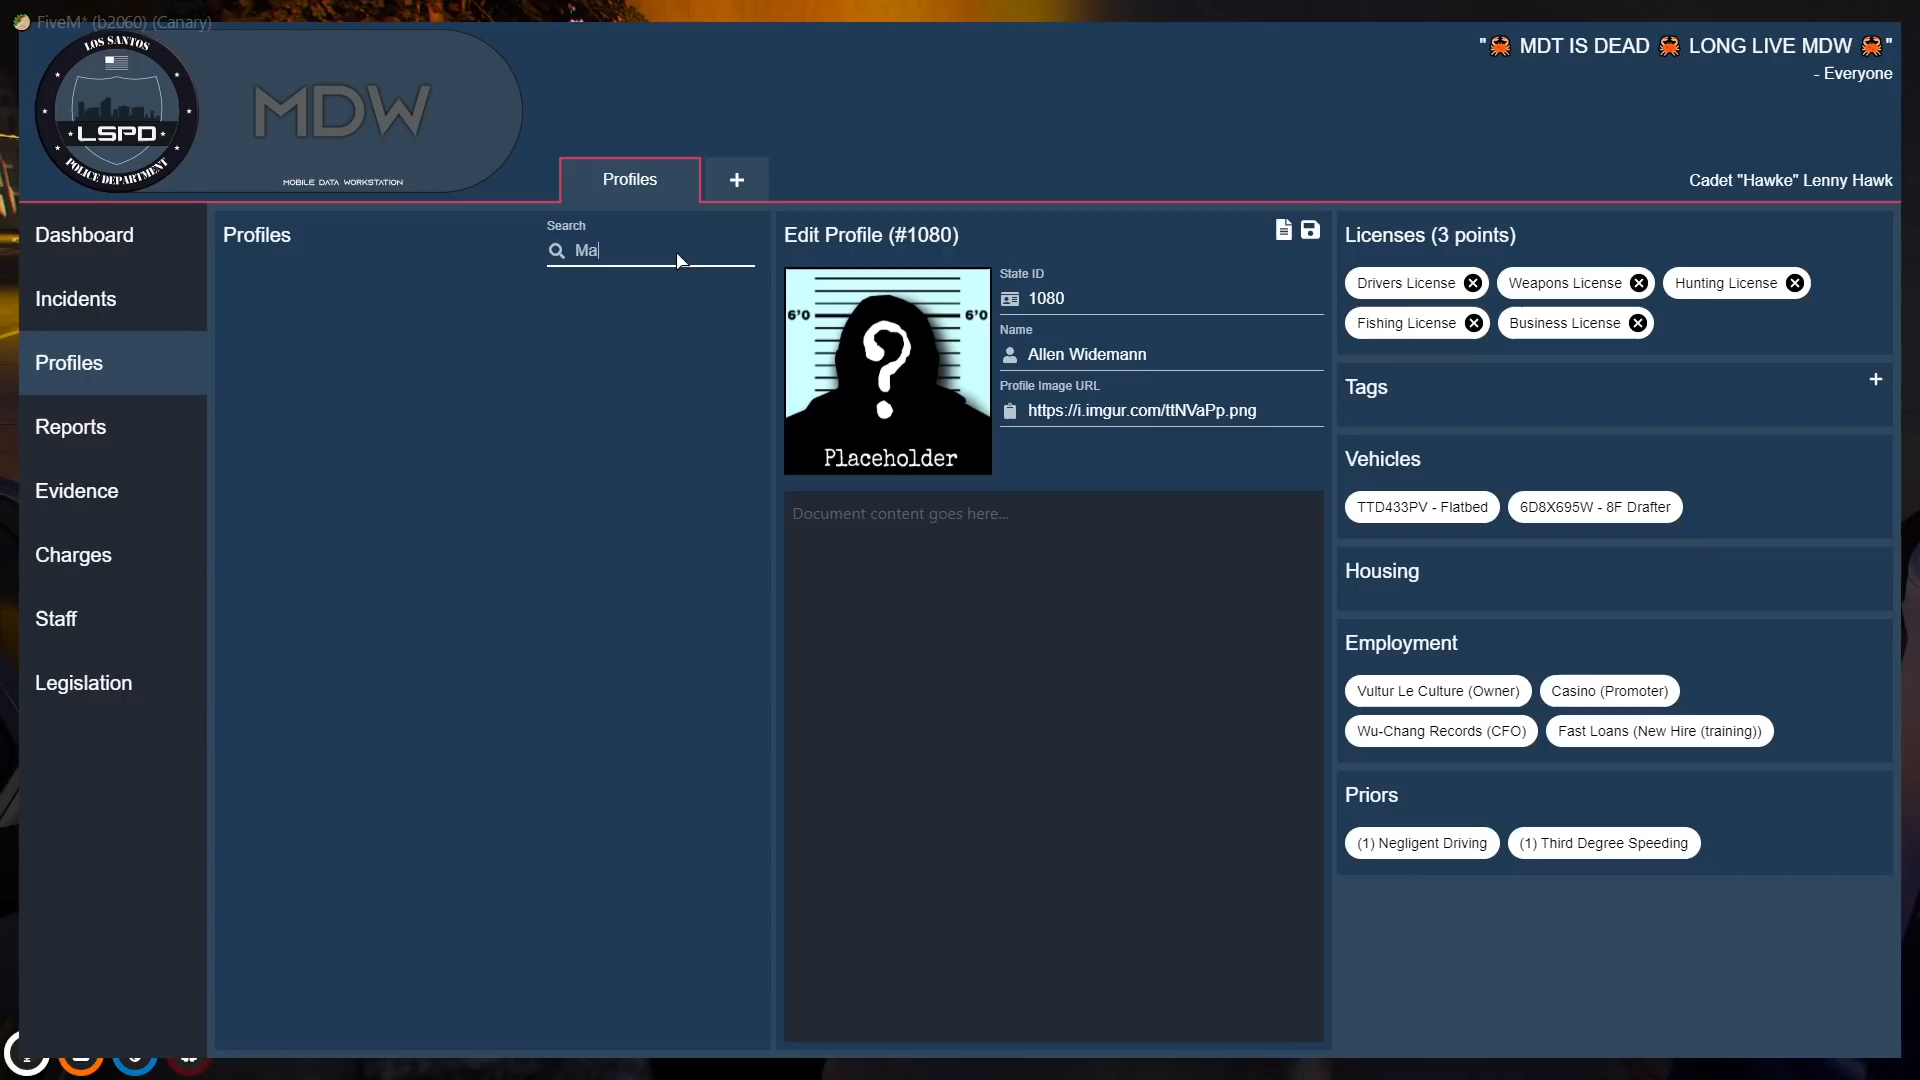 FiveM* (b2060) (Canary)
LOS SANTOS
LSPD
POLICE DEPARTMENT
MDW
MOBILE DATA WORKSTATION
"🦀 MDT IS DEAD 🦀 LONG LIVE MDW 🦀"
- Everyone
Profiles
+
Cadet "Hawke" Lenny Hawk
Dashboard
Incidents
Profiles
Reports
Evidence
Charges
Staff
Legislation
Profiles
Search
Ma
Edit Profile (#1080)
6'0 6'0
?
Placeholder
State ID
1080
Name
Allen Widemann
Profile Image URL
https://i.imgur.com/ttNVaPp.png
Document content goes here...
Licenses (3 points)
Drivers License
Weapons License
Hunting License
Fishing License
Business License
Tags
+
Vehicles
TTD433PV - Flatbed
6D8X695W - 8F Drafter
Housing
Employment
Vultur Le Culture (Owner)
Casino (Promoter)
Wu-Chang Records (CFO)
Fast Loans (New Hire (training))
Priors
(1) Negligent Driving
(1) Third Degree Speeding